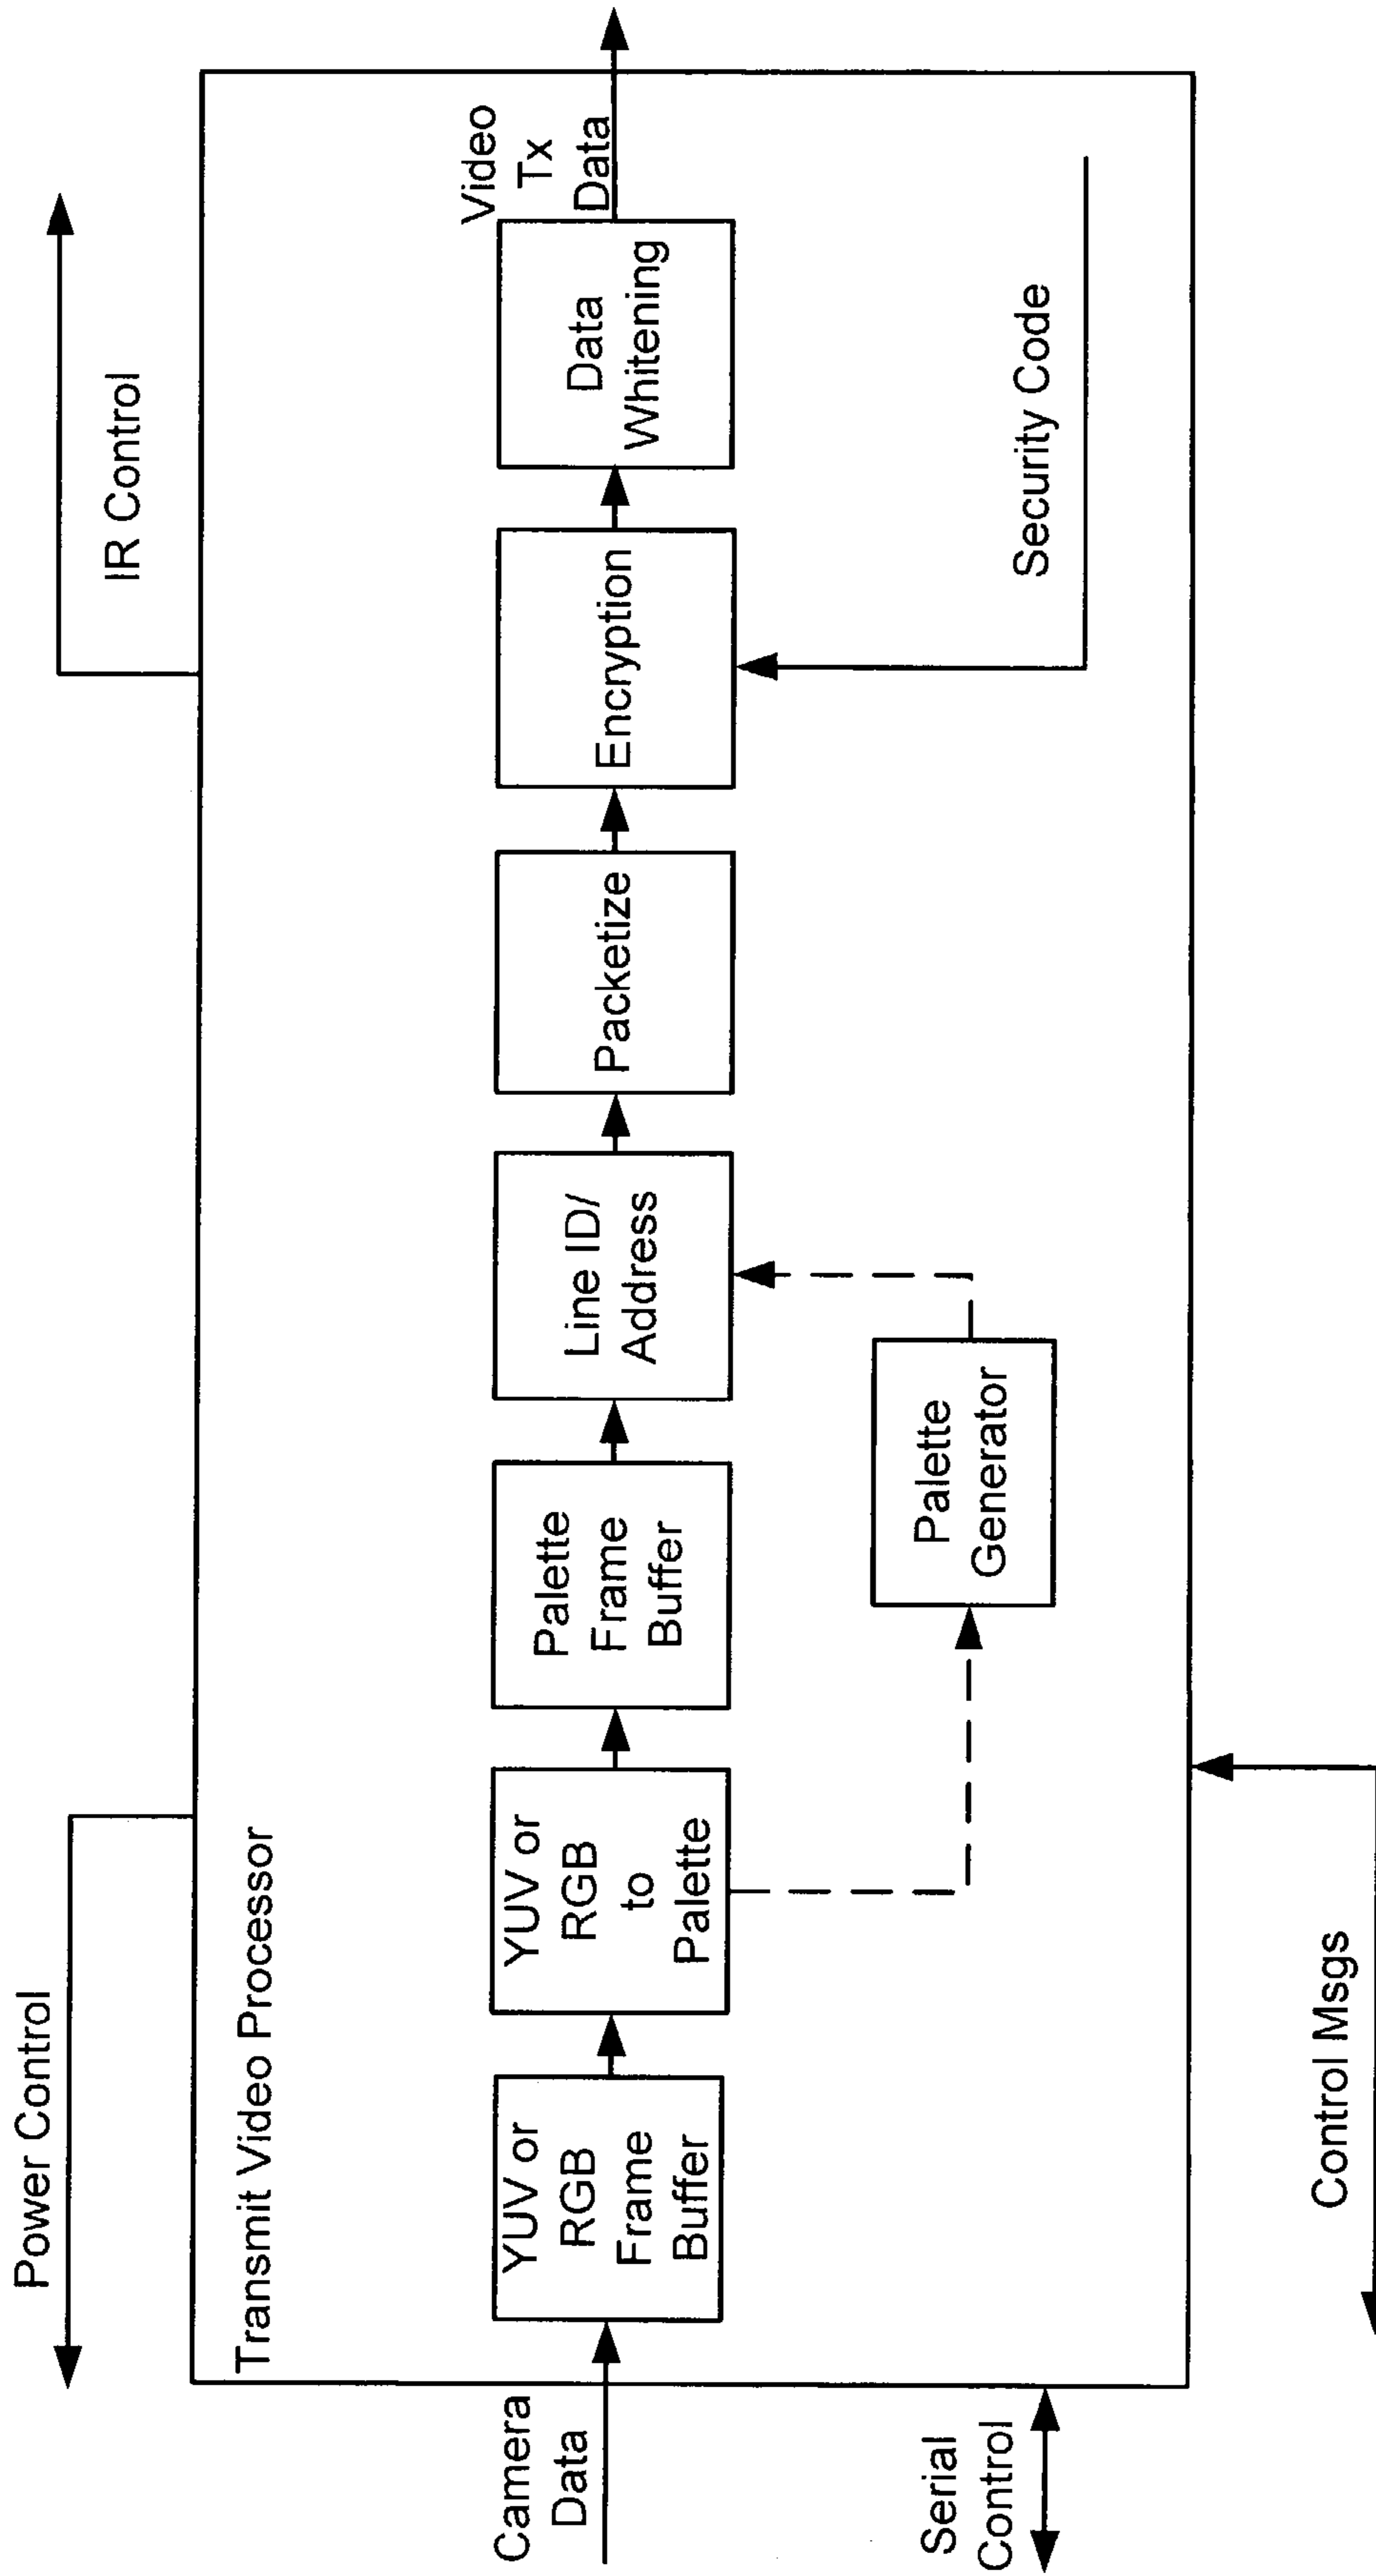 Power Control
IR Control
Transmit Video Processor
Camera
Data
YUV or
RGB
Frame
Buffer
YUV or
RGB
to
Palette
Palette
Frame
Buffer
Line ID/
Address
Packetize
Encryption
Data
Whitening
Video
Tx
Data
Palette
Generator
Security Code
Serial
Control
Control Msgs